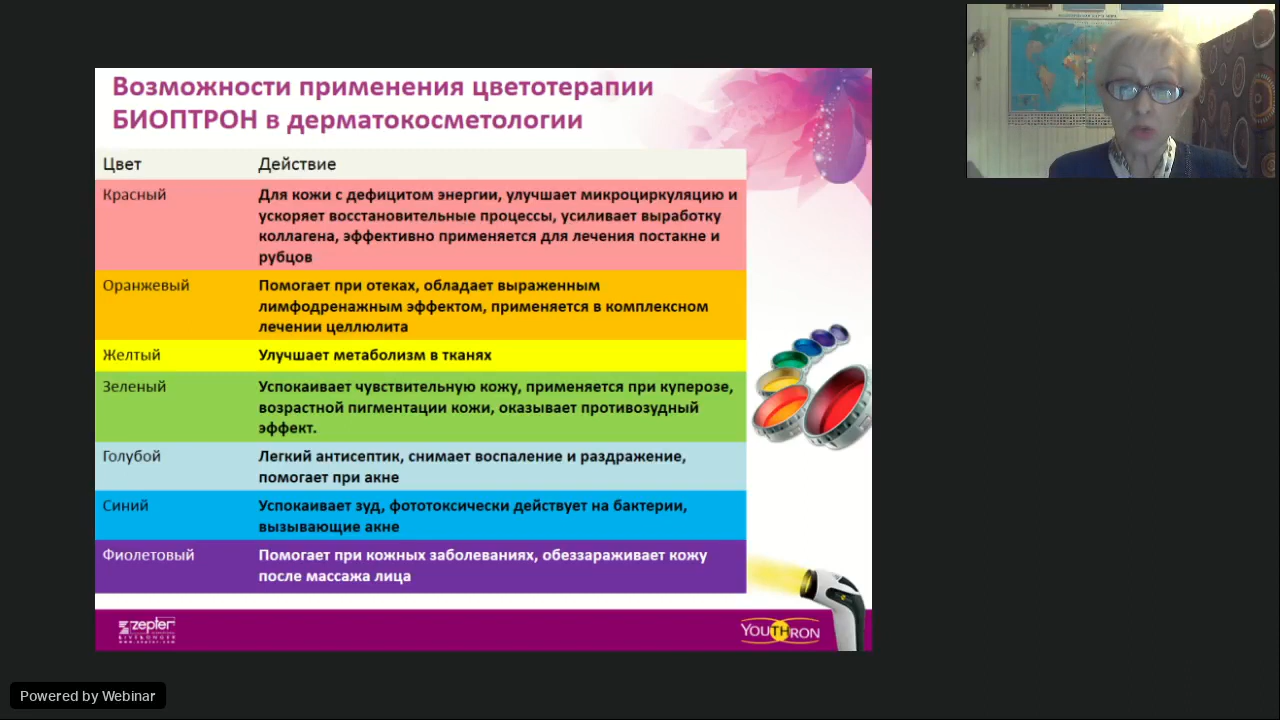 Возможности применения цветотерапии
БИОПТРОН в дерматокосметологии
Цвет Действие
Красный Для кожи с дефицитом энергии, улучшает микроциркуляцию и
ускоряет восстановительные процессы, усиливает выработку
коллагена, эффективно применяется для лечения постакне и
рубцов
Оранжевый Помогает при отеках, обладает выраженным
лимфодренажным эффектом, применяется в комплексном
лечении целлюлита
Желтый Улучшает метаболизм в тканях
Зеленый Успокаивает чувствительную кожу, применяется при куперозе,
возрастной пигментации кожи, оказывает противозудный
эффект.
Голубой Легкий антисептик, снимает воспаление и раздражение,
помогает при акне
Синий Успокаивает зуд, фототоксически действует на бактерии,
вызывающие акне
Фиолетовый Помогает при кожных заболеваниях, обеззараживает кожу
после массажа лица
zepter
YOUTHRON
Powered by Webinar